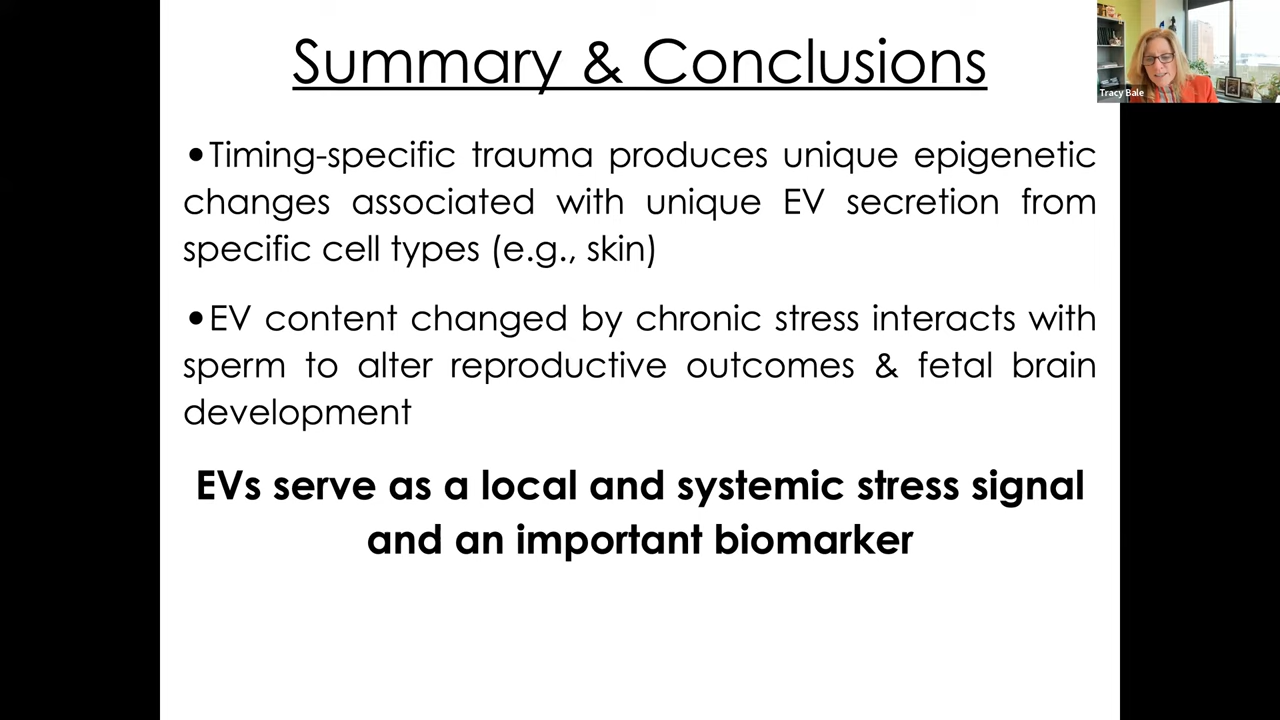 Summary & Conclusions
Tracy Bale
•Timing-specific trauma produces unique epigenetic
changes associated with unique EV secretion from
specific cell types (e.g., skin)
•EV content changed by chronic stress interacts with
sperm to alter reproductive outcomes & fetal brain
development
EVs serve as a local and systemic stress signal
and an important biomarker